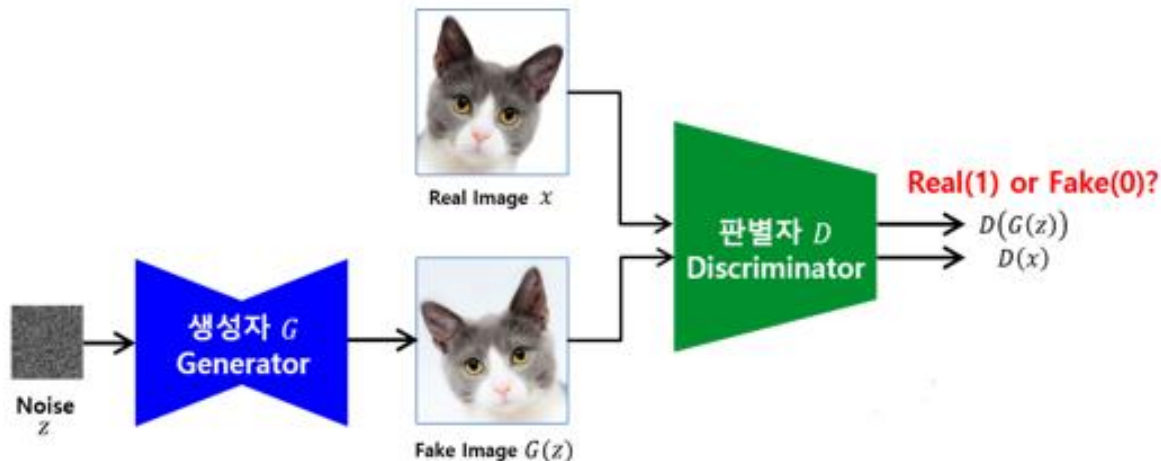 Real Image x
Real(1) or Fake(0)?
판별자 D
Discriminator
D(G(z))
D(x)
생성자 G
Generator
Noise
z
Fake Image G(z)